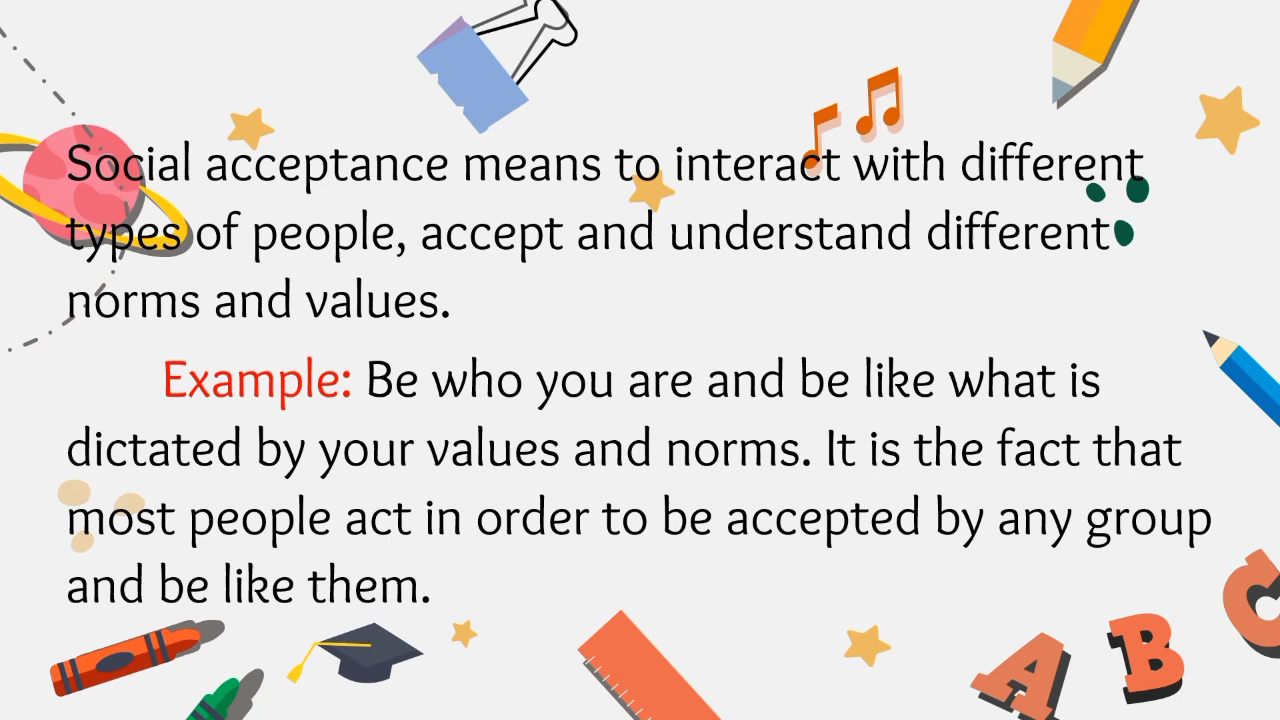 Social acceptance means to interact with different
types of people, accept and understand different
norms and values.
Example: Be who you are and be like what is
dictated by your values and norms. It is the fact that
most people act in order to be accepted by any group
and be like them.
A B C